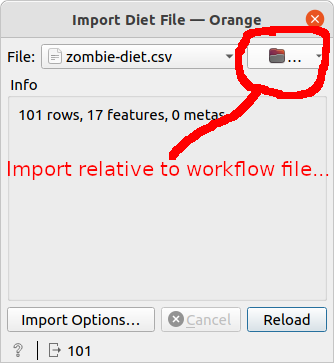 Import Diet File — Orange
File: zombie-diet.csv ...
Info
101 rows, 17 features, 0 metas
Import relative to workflow file...
Import Options... Cancel Reload
? 101